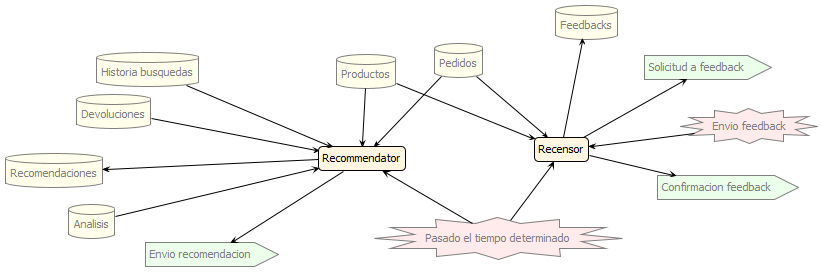 Feedbacks
Historia busquedas
Productos
Pedidos
Solicitud a feedback
Devoluciones
Envio feedback
Recensor
Recommendator
Recomendaciones
Confirmacion feedback
Analisis
Pasado el tiempo determinado
Envio recomendacion